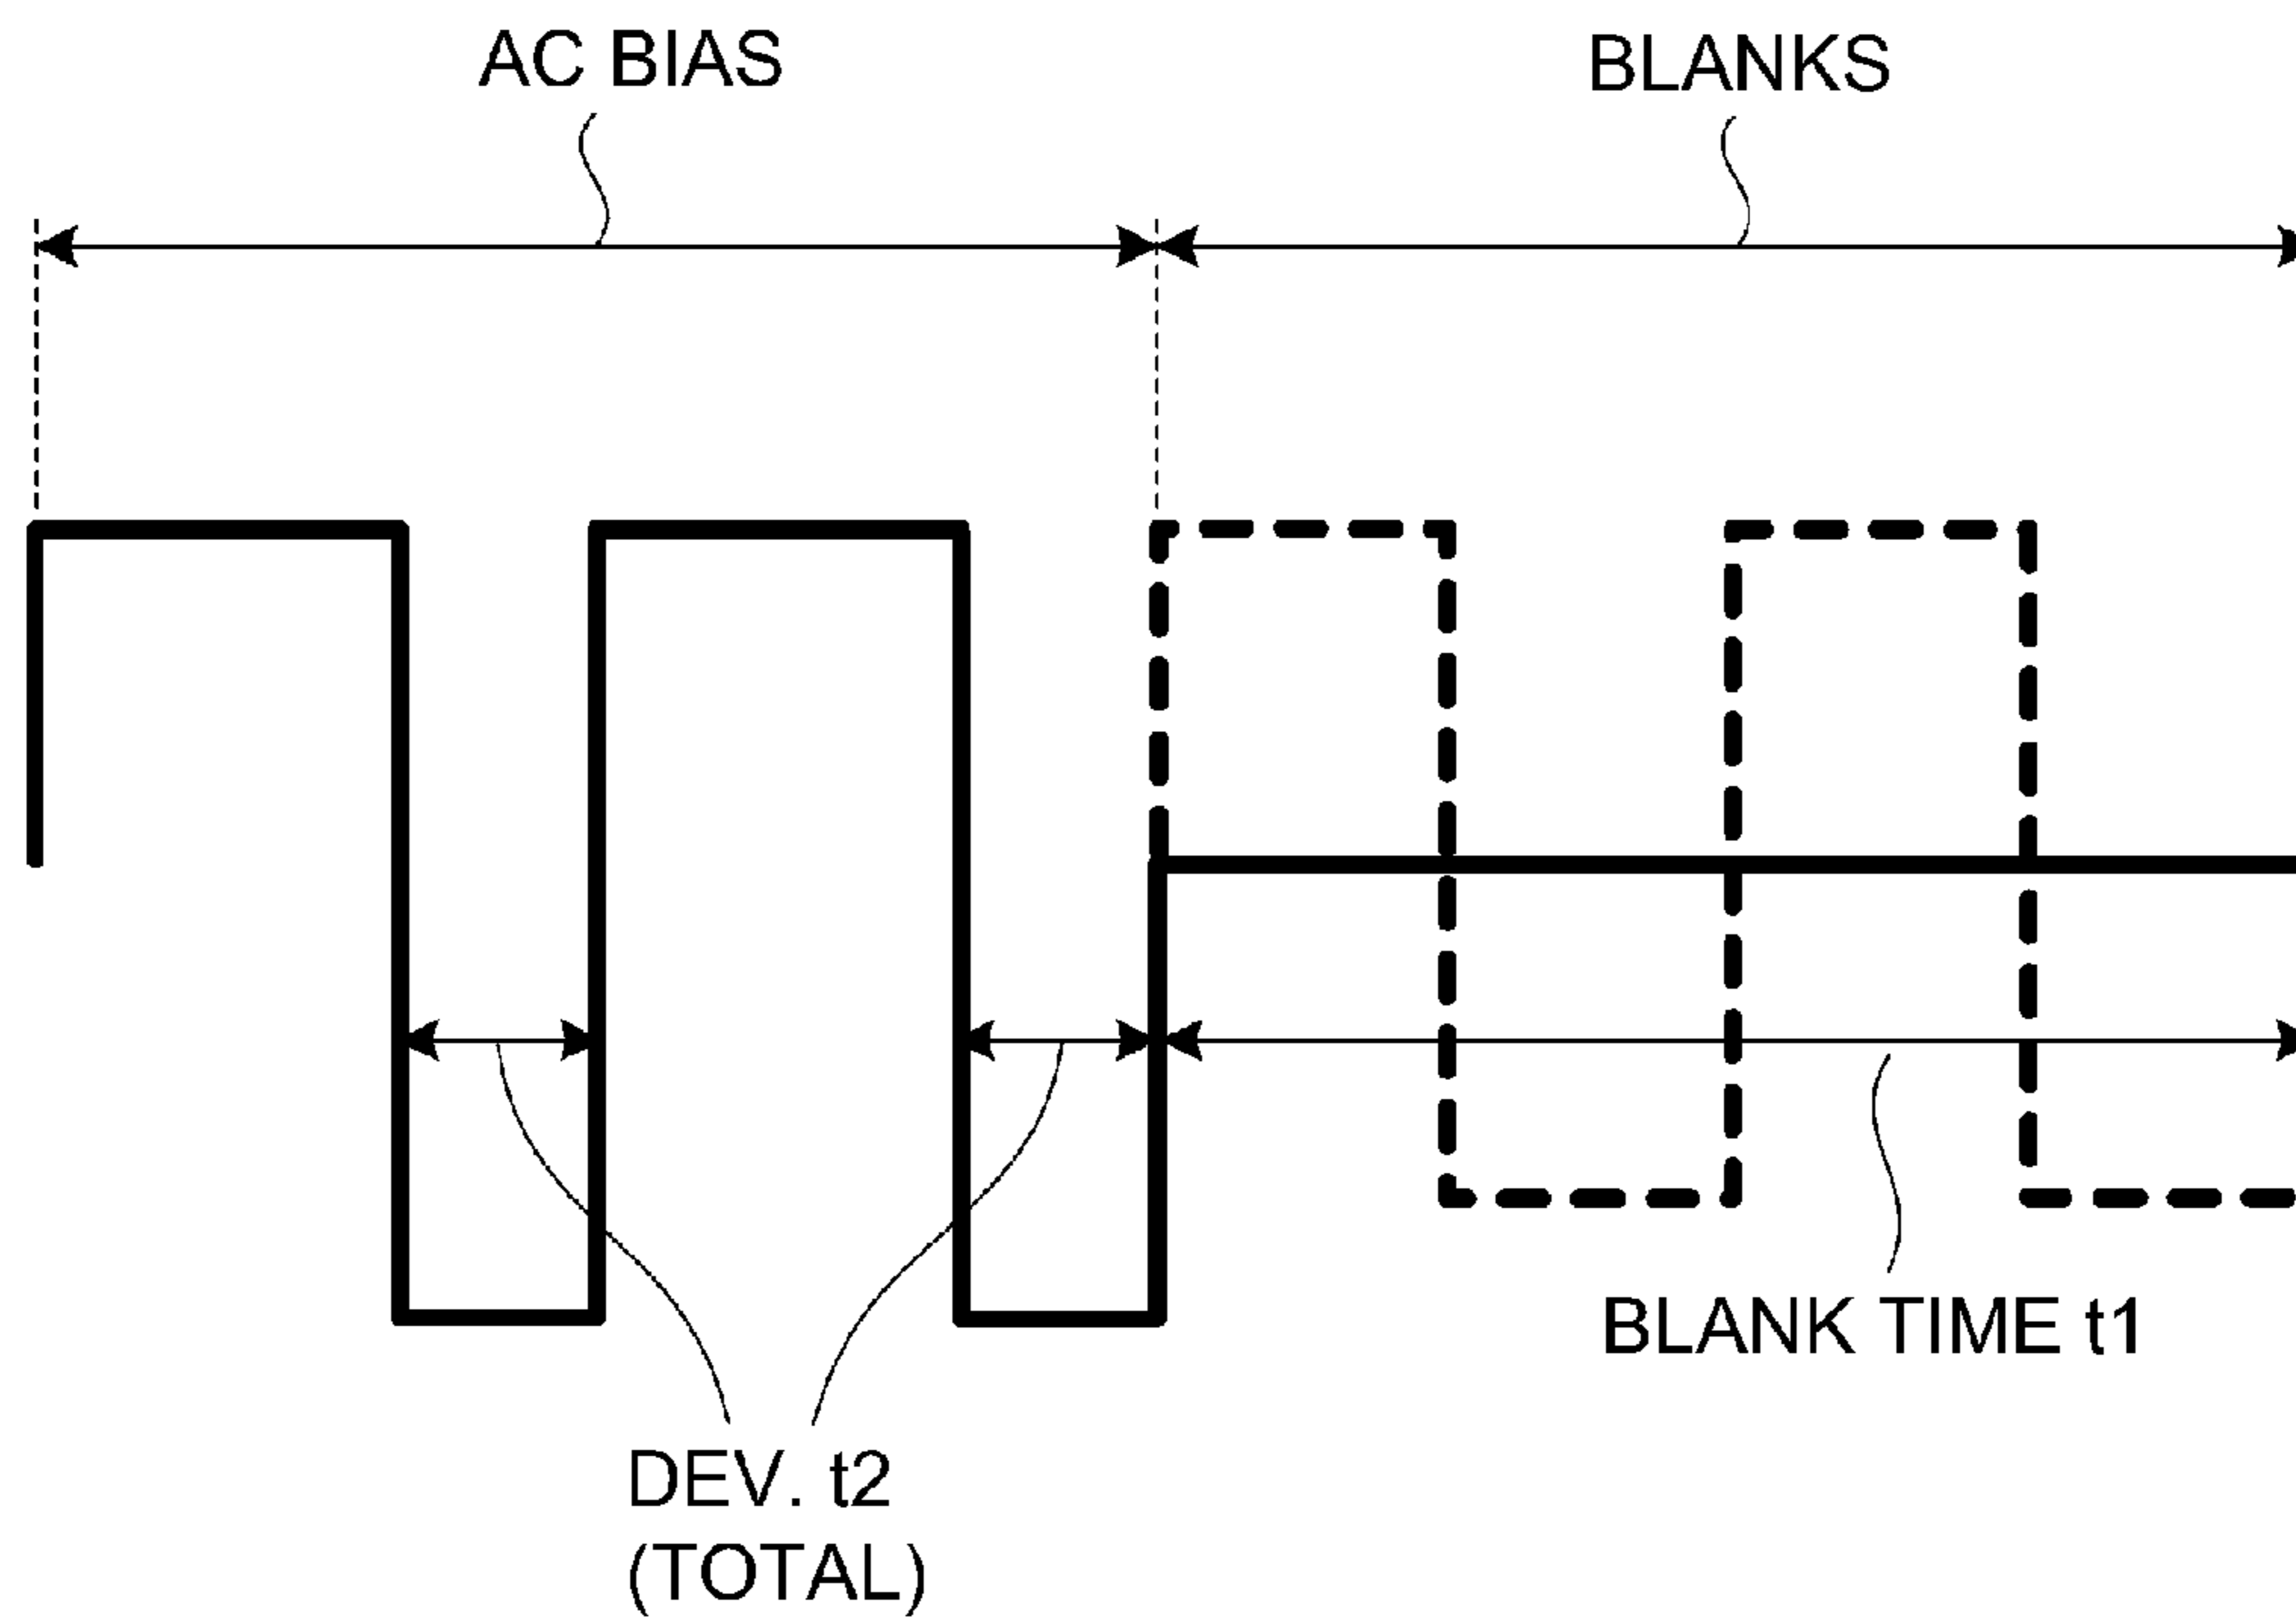 AC BIAS
BLANKS
BLANK TIME t1
DEV. t2
(TOTAL)